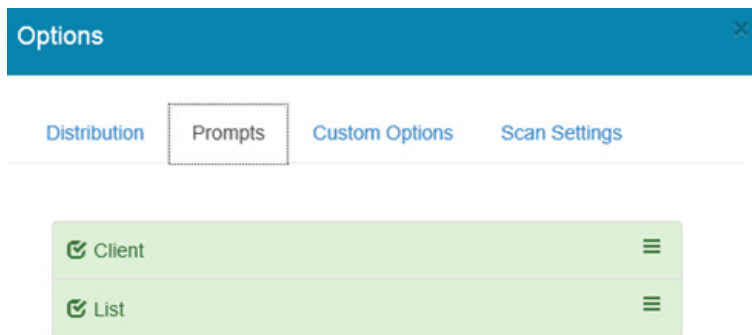 Options
Distribution Prompts Custom Options Scan Settings
Client
List